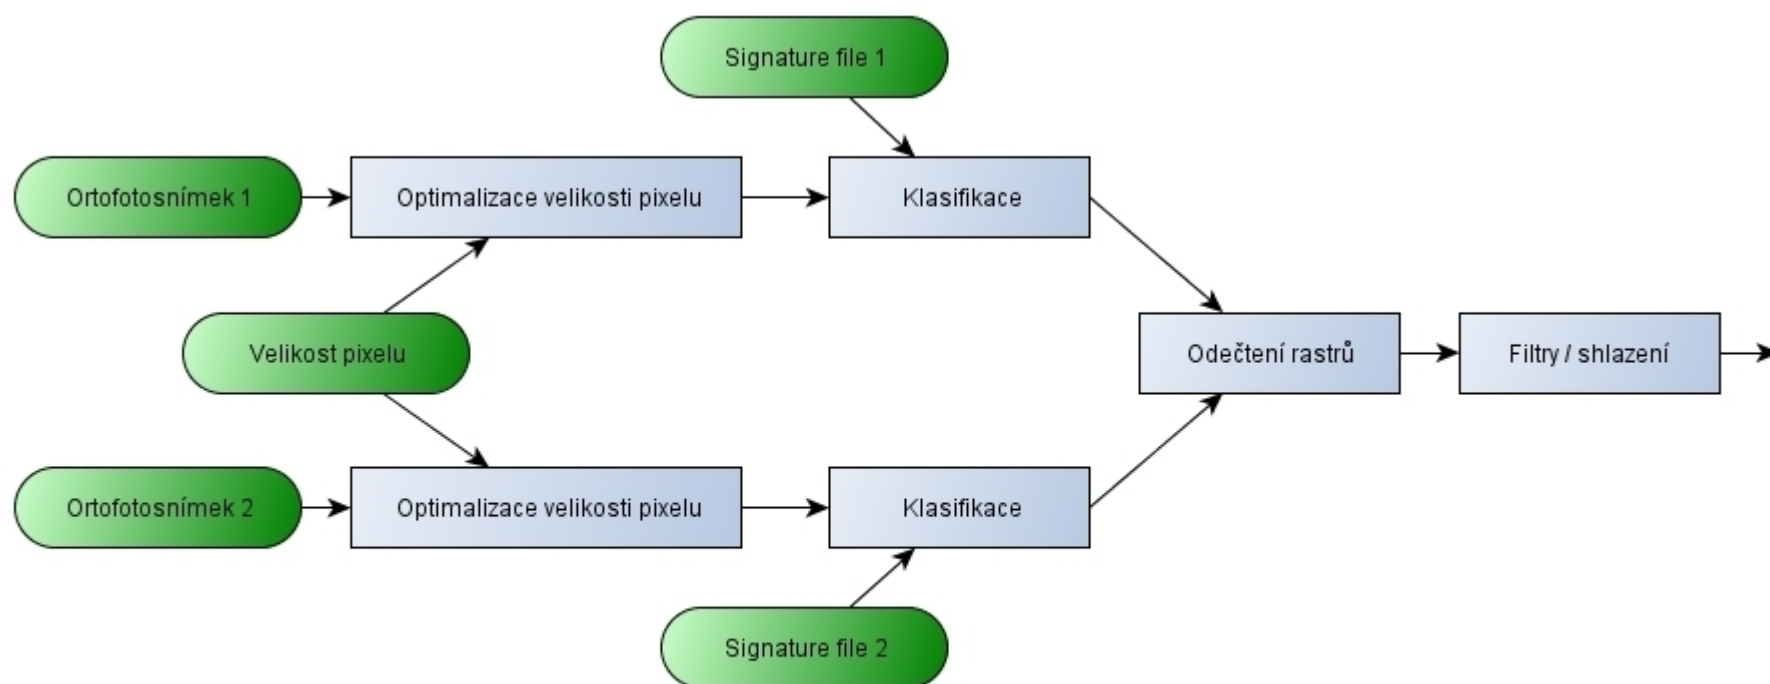 Signature file 1
Ortofotosnímek 1
Optimalizace velikosti pixelu
Klasifikace
Velikost pixelu
Odečtení rastrů
Filtry / shlazení
Ortofotosnímek 2
Optimalizace velikosti pixelu
Klasifikace
Signature file 2